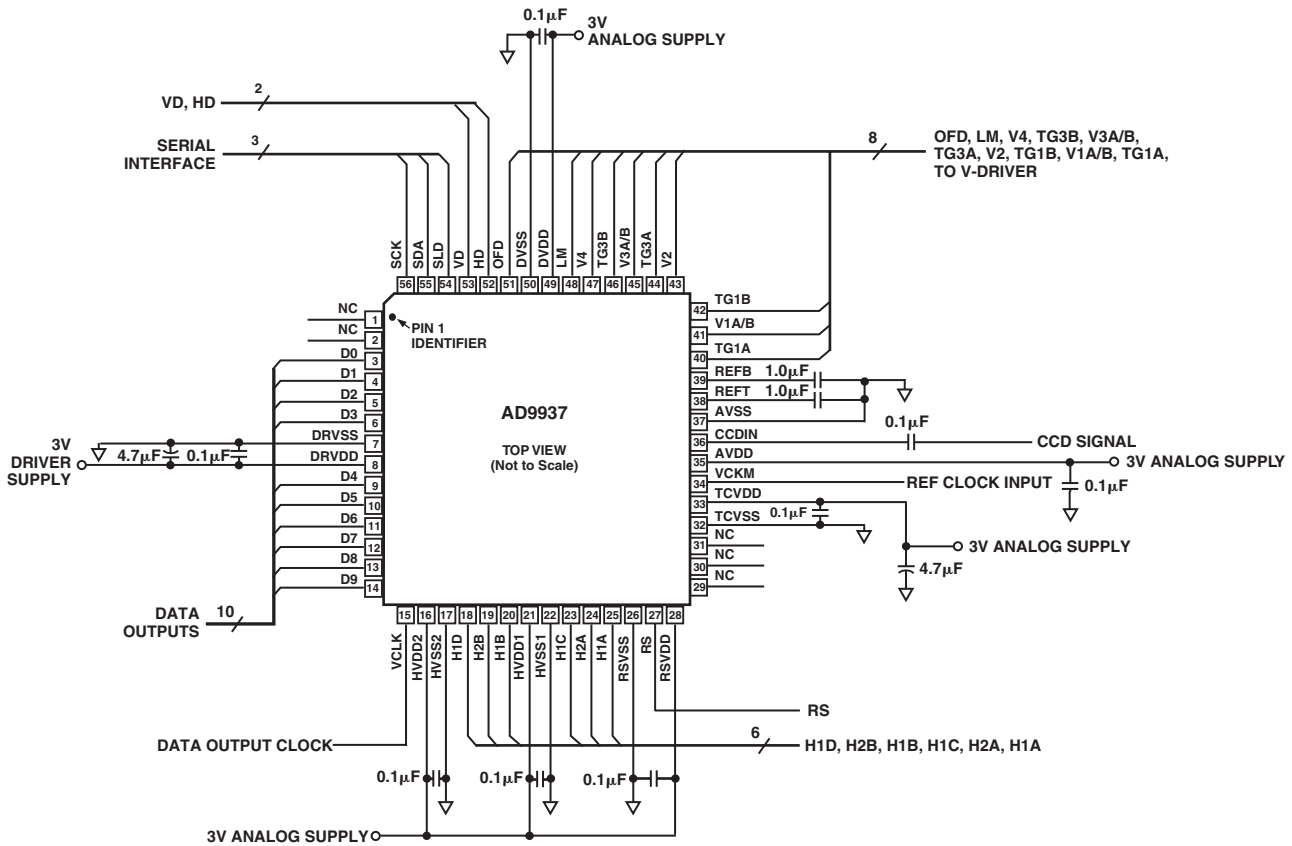 0.1µF
3V
ANALOG SUPPLY
VD, HD
2
SERIAL
INTERFACE
3
8
OFD, LM, V4, TG3B, V3A/B,
TG3A, V2, TG1B, V1A/B, TG1A,
TO V-DRIVER
SCK
SDA
SLD
VD
HD
OFD
DVSS
DVDD
LM
V4
TG3B
V3A/B
TG3A
V2
56 55 54 53 52 51 50 49 48 47 46 45 44 43
NC
1
NC
2
D0
3
D1
4
D2
5
D3
6
DRVSS
7
DRVDD
8
D4
9
D5
10
D6
11
D7
12
D8
13
D9
14
3V
DRIVER
SUPPLY
4.7µF
0.1µF
DATA
OUTPUTS
10
PIN 1
IDENTIFIER
AD9937
TOP VIEW
(Not to Scale)
42
TG1B
41
V1A/B
40
TG1A
39
REFB
1.0µF
38
REFT
1.0µF
37
AVSS
36
CCDIN
0.1µF
CCD SIGNAL
35
AVDD
3V ANALOG SUPPLY
0.1µF
34
VCKM
REF CLOCK INPUT
33
TCVDD
0.1µF
32
TCVSS
3V ANALOG SUPPLY
4.7µF
31
NC
30
NC
29
NC
15 16 17 18 19 20 21 22 23 24 25 26 27 28
VCLK
HVDD2
HVSS2
H1D
H2B
H1B
HVDD1
HVSS1
H1C
H2A
H1A
RSVSS
RS
RSVDD
RS
DATA OUTPUT CLOCK
6
H1D, H2B, H1B, H1C, H2A, H1A
0.1µF
0.1µF
0.1µF
3V ANALOG SUPPLY